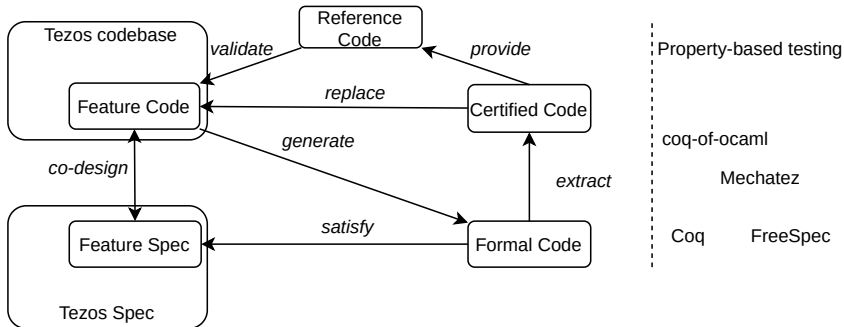 Reference
Code
Tezos codebase
validate
provide
Property-based testing
Feature Code
replace
Certified Code
generate
coq-of-ocaml
co-design
extract
Mechatez
Feature Spec
satisfy
Formal Code
Coq
FreeSpec
Tezos Spec